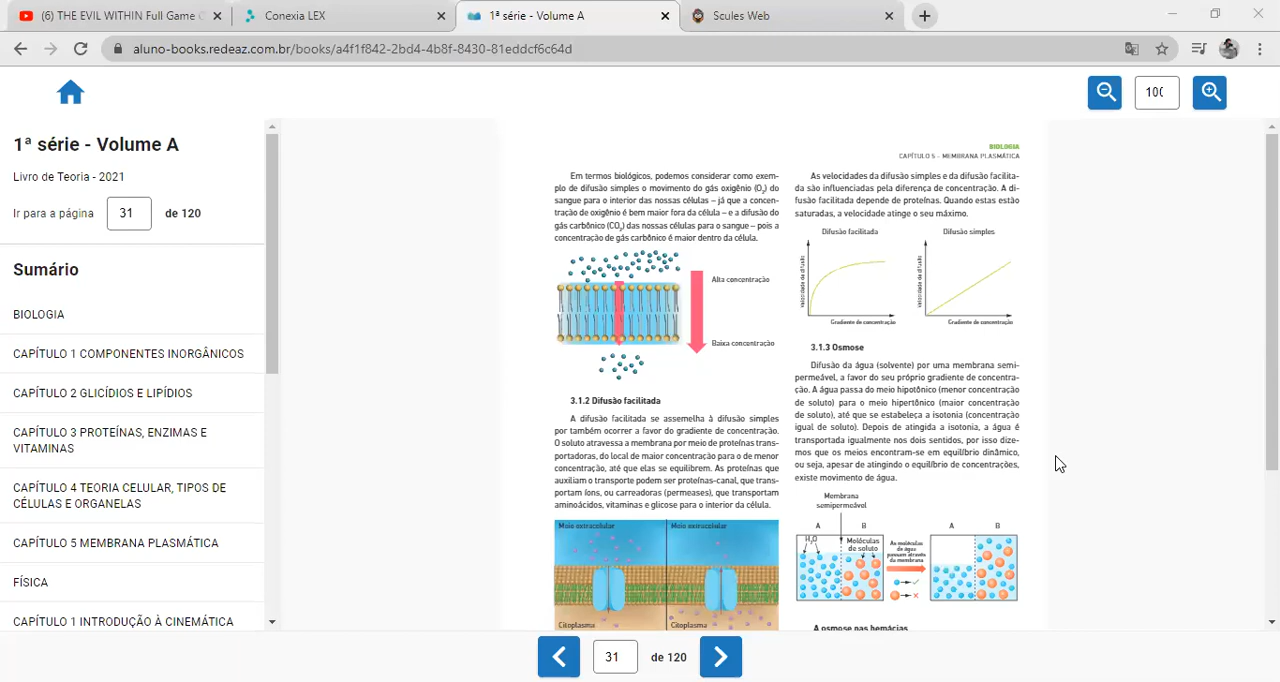 (6) THE EVIL WITHIN Full Game
Conexia LEX
1ª série - Volume A
Scules Web
aluno-books.redeaz.com.br/books/a4f1f842-2bd4-4b8f-8430-81eddcf6c64d
100
1ª série - Volume A
Livro de Teoria - 2021
Ir para a página 31 de 120
Sumário
BIOLOGIA
CAPÍTULO 1 COMPONENTES INORGÂNICOS
CAPÍTULO 2 GLICÍDIOS E LIPÍDIOS
CAPÍTULO 3 PROTEÍNAS, ENZIMAS E
VITAMINAS
CAPÍTULO 4 TEORIA CELULAR, TIPOS DE
CÉLULAS E ORGANELAS
CAPÍTULO 5 MEMBRANA PLASMÁTICA
FÍSICA
CAPÍTULO 1 INTRODUÇÃO À CINEMÁTICA
BIOLOGIA
CAPÍTULO 5 – MEMBRANA PLASMÁTICA
Em termos biológicos, podemos considerar como exem-
plo de difusão simples o movimento do gás oxigênio (O₂) do
sangue para o interior das nossas células – já que a concen-
tração de oxigênio é bem maior fora da célula – e a difusão do
gás carbônico (CO₂) das nossas células para o sangue – pois a
concentração de gás carbônico é maior dentro da célula.
Alta concentração
Baixa concentração
3.1.2 Difusão facilitada
A difusão facilitada se assemelha à difusão simples
por também ocorrer a favor do gradiente de concentração.
O soluto atravessa a membrana por meio de proteínas trans-
portadoras, do local de maior concentração para o de menor
concentração, até que elas se equilibrem. As proteínas que
auxiliam o transporte podem ser proteínas-canal, que trans-
portam íons, ou carreadoras (permeases), que transportam
aminoácidos, vitaminas e glicose para o interior da célula.
Meio extracelular
Meio extracelular
Citoplasma
Citoplasma
As velocidades da difusão simples e da difusão facilita-
da são influenciadas pela diferença de concentração. A di-
fusão facilitada depende de proteínas. Quando estas estão
saturadas, a velocidade atinge o seu máximo.
Difusão facilitada
Velocidade de difusão
Gradiente de concentração
Difusão simples
Velocidade de difusão
Gradiente de concentração
3.1.3 Osmose
Difusão da água (solvente) por uma membrana semi-
permeável, a favor do seu próprio gradiente de concentra-
ção. A água passa do meio hipotônico (menor concentração
de soluto) para o meio hipertônico (maior concentração
de soluto), até que se estabeleça a isotonia (concentração
igual de soluto). Depois de atingida a isotonia, a água é
transportada igualmente nos dois sentidos, por isso dize-
mos que os meios encontram-se em equilíbrio dinâmico,
ou seja, apesar de atingindo o equilíbrio de concentrações,
existe movimento de água.
Membrana
semipermeável
A B
H₂O
Moléculas
de soluto
As moléculas
de água
passam através
da membrana
A B
A osmose nas hemácias
31 de 120